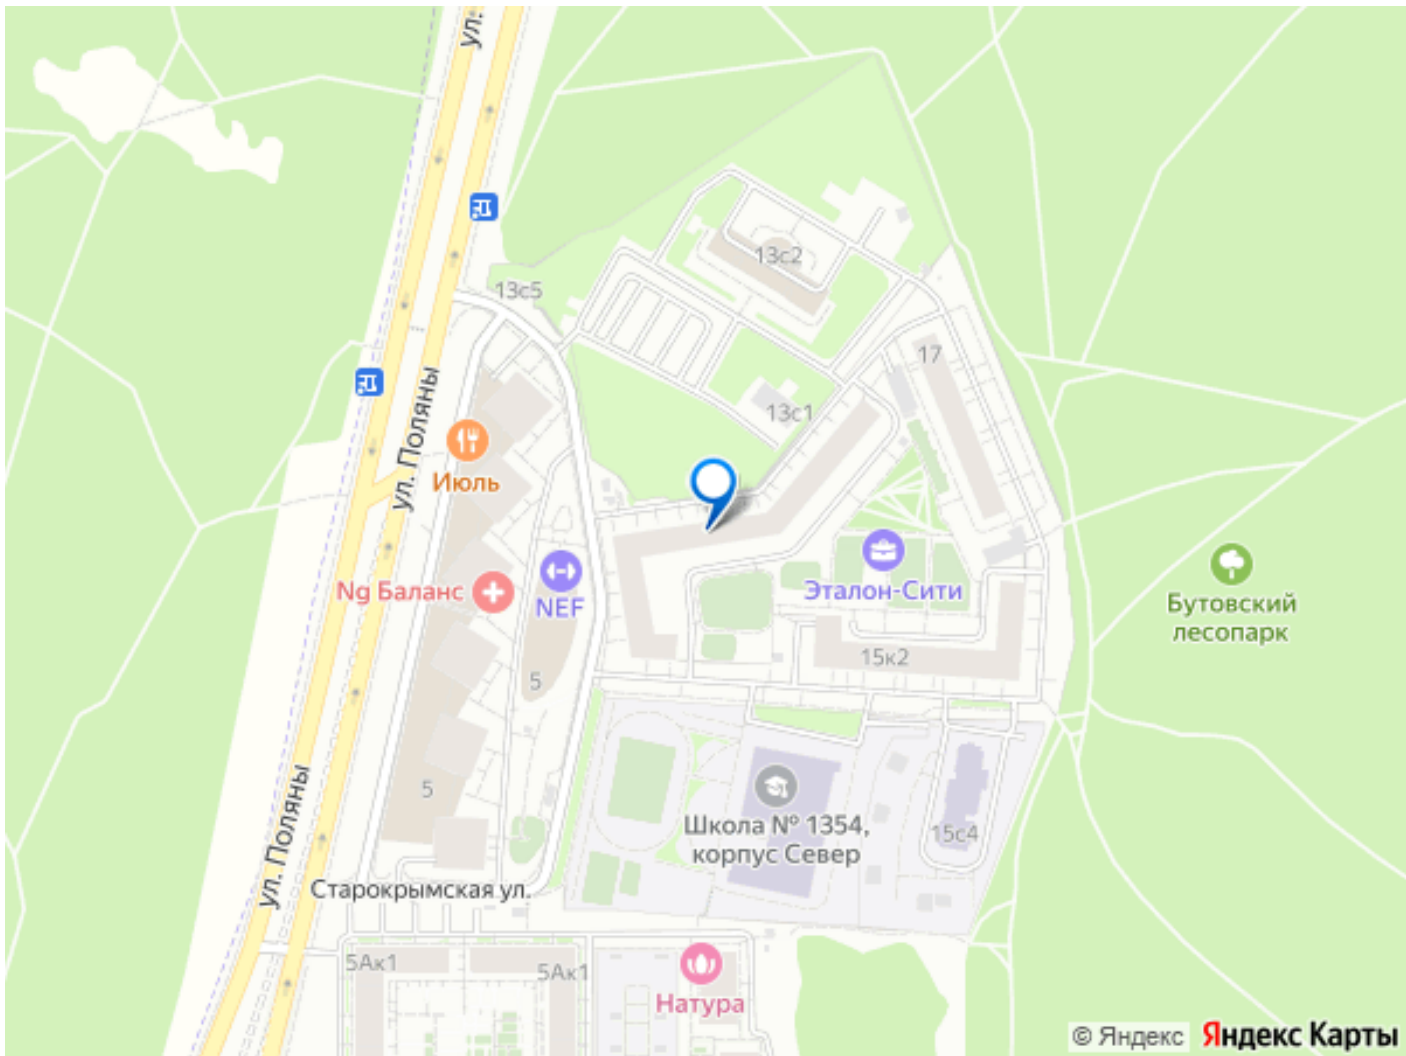 ул.
13с2
13с5
17
ул. Поляны
13с1
Июль
Эталон-Сити
Ng Баланс
NEF
Бутовский
лесопарк
15к2
5
5
ул. Поляны
Школа № 1354,
корпус Север
15с4
Старокрымская ул.
5Ак1
5Ак1
Натура
© Яндекс
Яндекс Карты